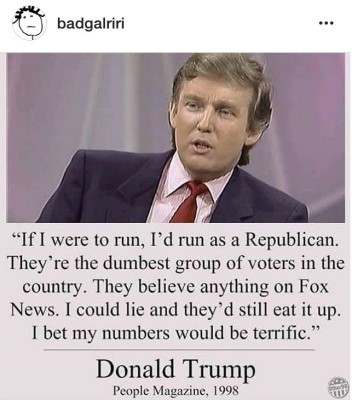 badgalriri
“If I were to run, I’d run as a Republican.
They’re the dumbest group of voters in the
country. They believe anything on Fox
News. I could lie and they’d still eat it up.
I bet my numbers would be terrific.”
Donald Trump
People Magazine, 1998